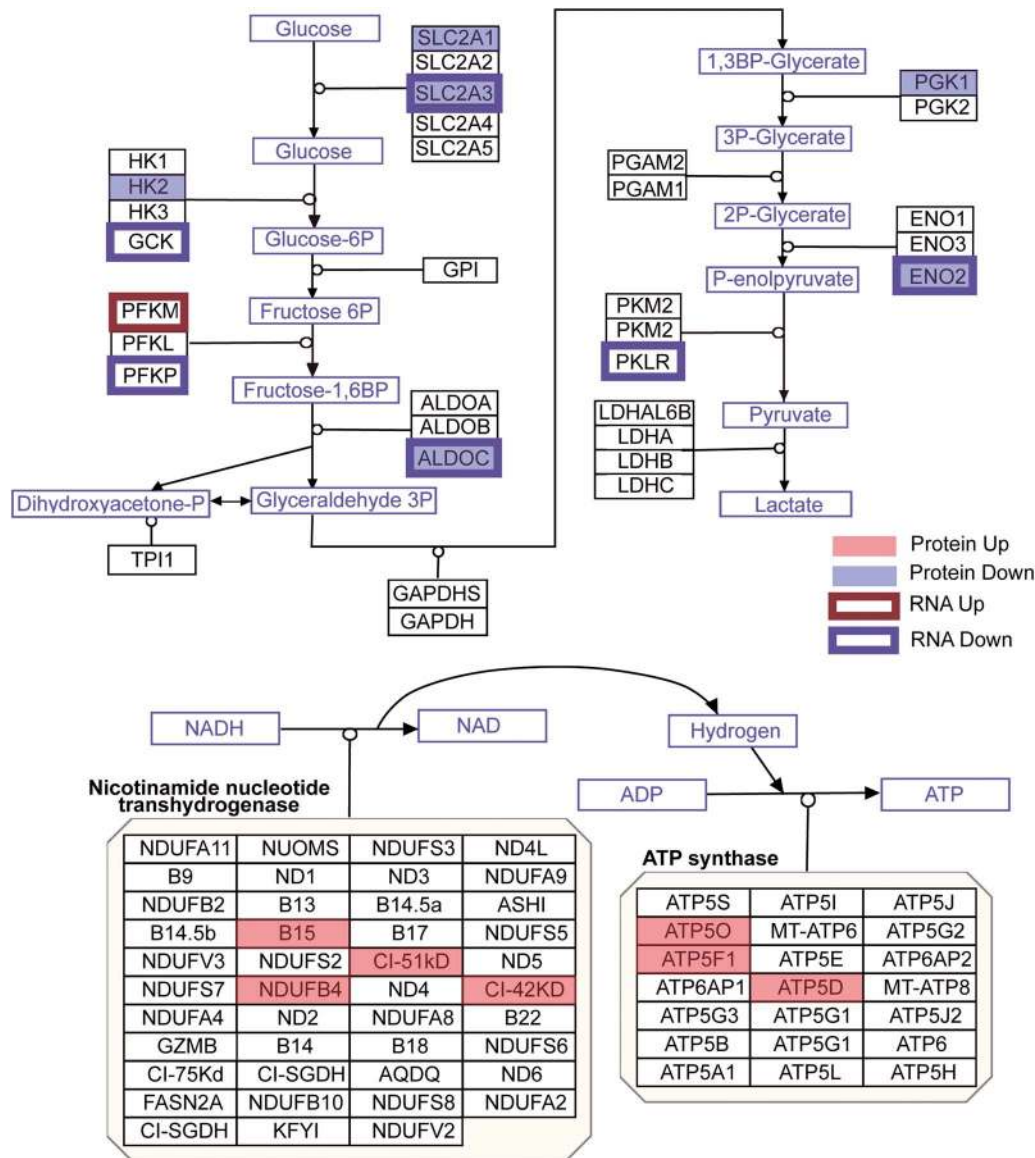 Glucose
SLC2A1
SLC2A2
SLC2A3
SLC2A4
SLC2A5
Glucose
HK1
HK2
HK3
GCK
Glucose-6P
GPI
Fructose 6P
PFKM
PFKL
PFKP
Fructose-1,6BP
ALDOA
ALDOB
ALDOC
Dihydroxyacetone-P
Glyceraldehyde 3P
TPI1
GAPDHS
GAPDH
1,3BP-Glycerate
PGK1
PGK2
3P-Glycerate
PGAM2
PGAM1
2P-Glycerate
ENO1
ENO3
ENO2
P-enolpyruvate
PKM2
PKM2
PKLR
Pyruvate
LDHAL6B
LDHA
LDHB
LDHC
Lactate
Protein Up
Protein Down
RNA Up
RNA Down
NADH
NAD
Hydrogen
ADP
ATP
Nicotinamide nucleotide
transhydrogenase
NDUFA11 NUOMS NDUFS3 ND4L
B9 ND1 ND3 NDUFA9
NDUFB2 B13 B14.5a ASHI
B14.5b B15 B17 NDUFS5
NDUFV3 NDUFS2 CI-51kD ND5
NDUFS7 NDUFB4 ND4 CI-42KD
NDUFA4 ND2 NDUFA8 B22
GZMB B14 B18 NDUFS6
CI-75Kd CI-SGDH AQDQ ND6
FASN2A NDUFB10 NDUFS8 NDUFA2
CI-SGDH KFYI NDUFV2
ATP synthase
ATP5S ATP5I ATP5J
ATP5O MT-ATP6 ATP5G2
ATP5F1 ATP5E ATP6AP2
ATP6AP1 ATP5D MT-ATP8
ATP5G3 ATP5G1 ATP5J2
ATP5B ATP5G1 ATP6
ATP5A1 ATP5L ATP5H